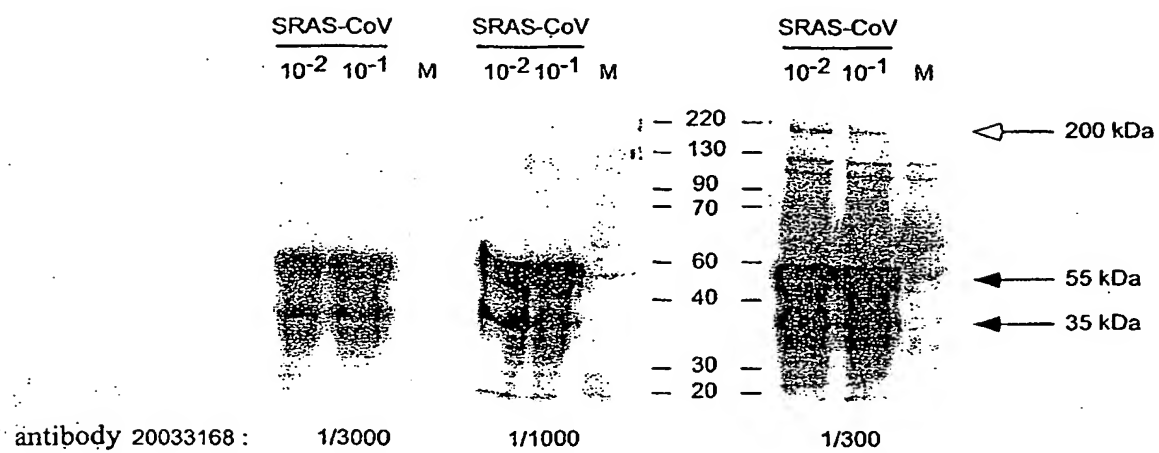 SRAS-CoV SRAS-CoV SRAS-CoV
10-2 10-1 M 10-2 10-1 M 10-2 10-1 M
— 220 —
200 kDa
— 130 —
— 90 —
— 70 —
— 60 —
55 kDa
— 40 —
35 kDa
— 30 —
— 20 —
antibody 20033168 : 1/3000 1/1000 1/300